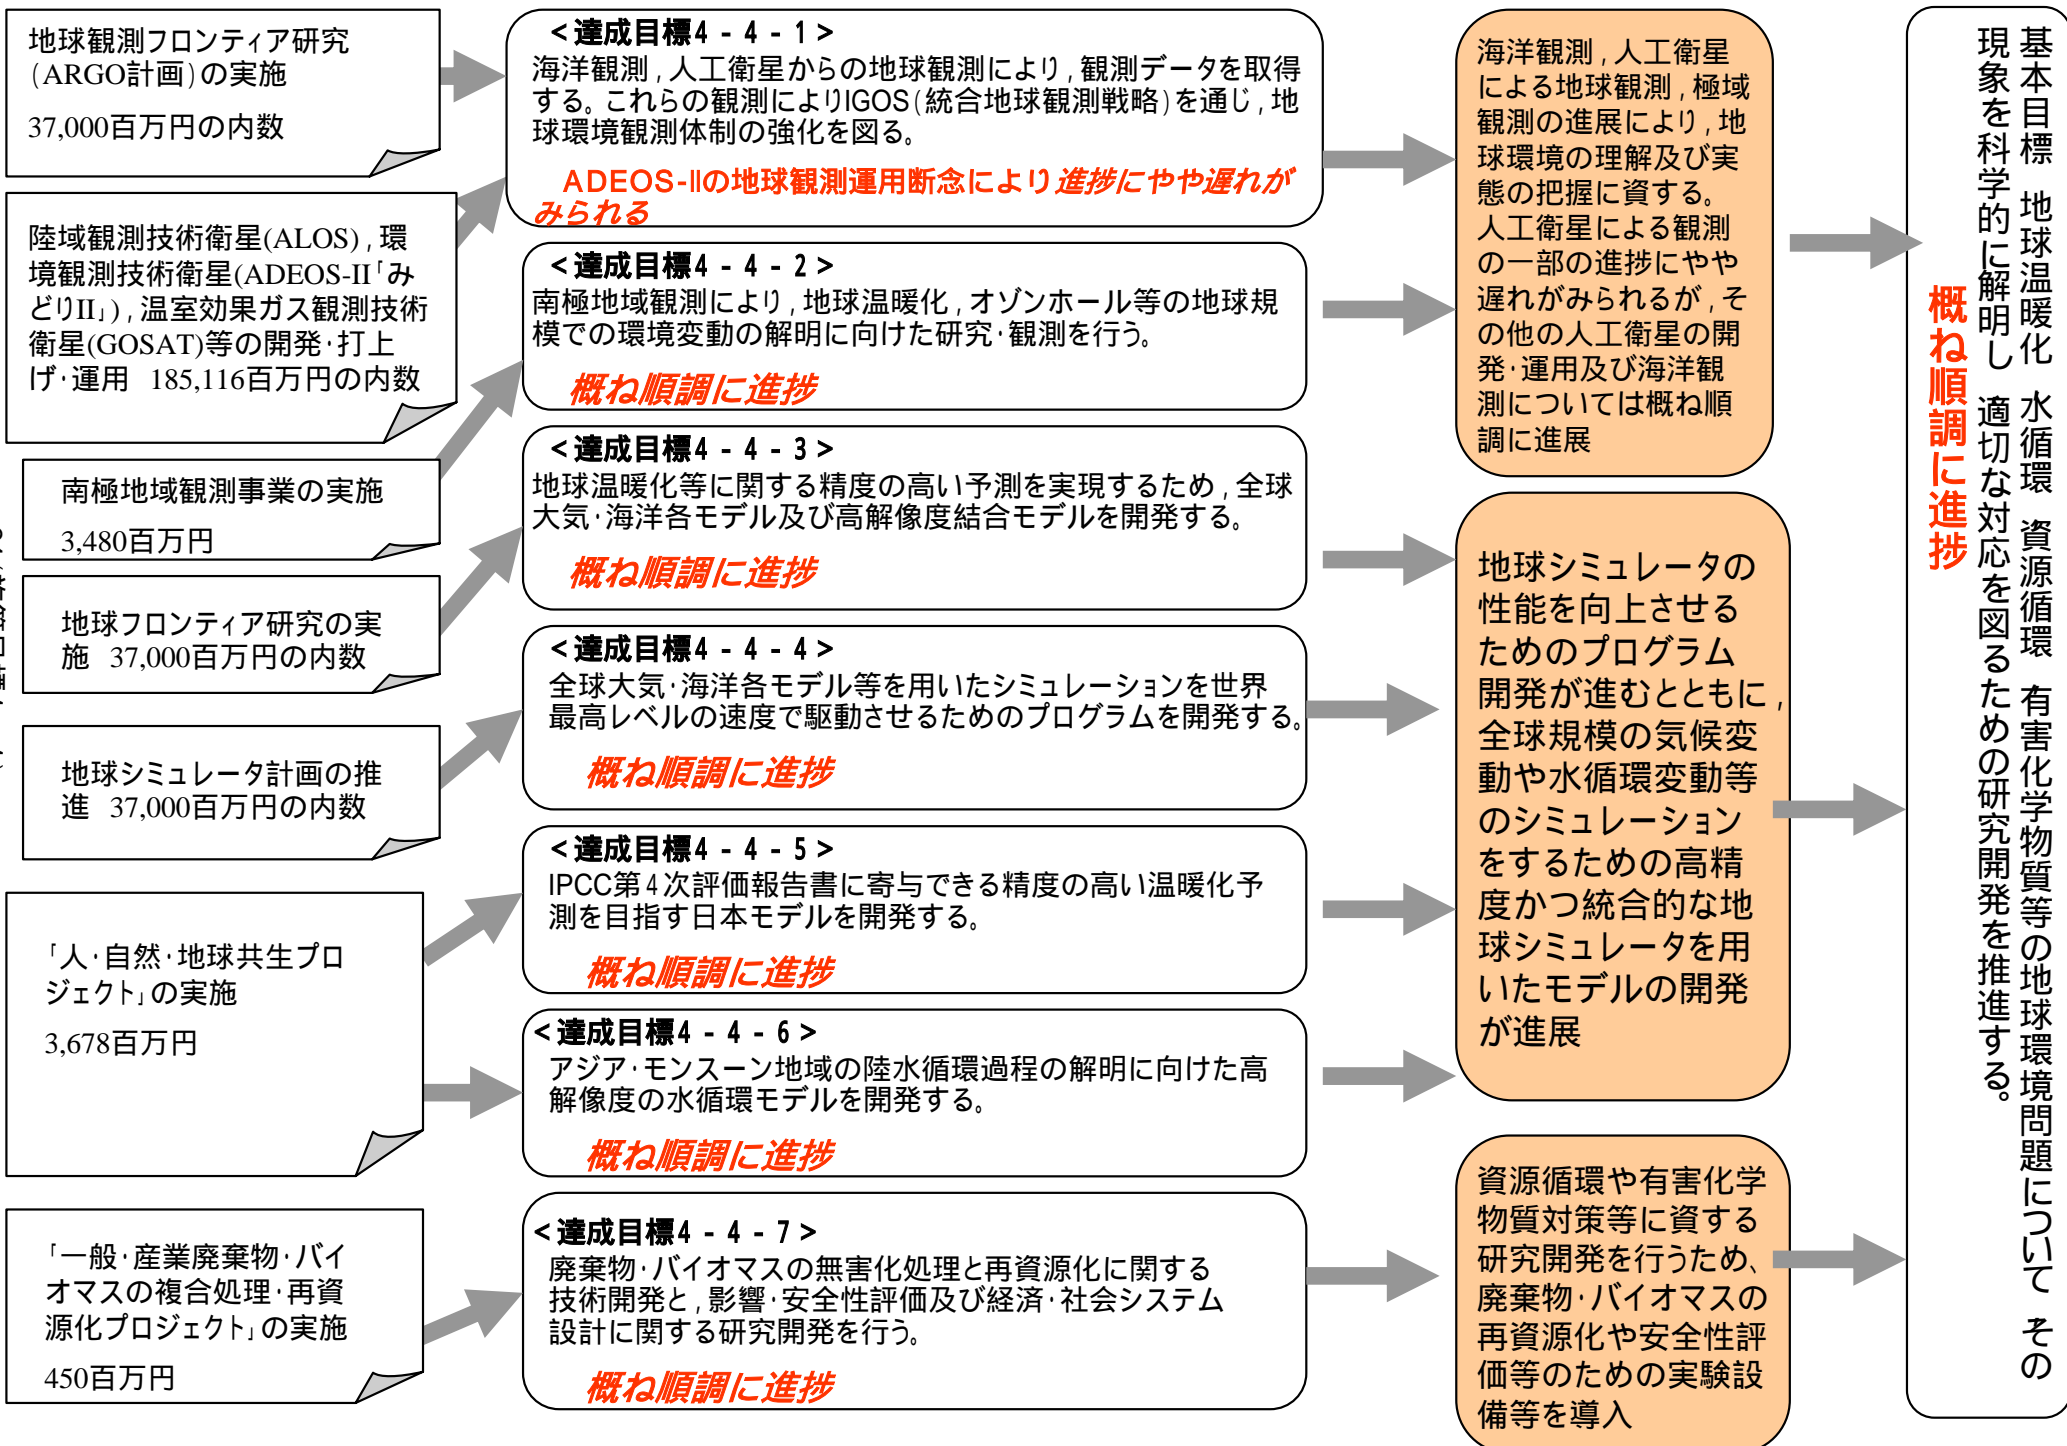 地球観測フロンティア研究
(ARGO計画)の実施
37,000百万円の内数
陸域観測技術衛星(ALOS),環
境観測技術衛星(ADEOS-II「み
どりII」),温室効果ガス観測技術
衛星(GOSAT)等の開発・打上
げ・運用 185,116百万円の内数
南極地域観測事業の実施
3,480百万円
地球フロンティア研究の実
施 37,000百万円の内数
地球シミュレータ計画の推
進 37,000百万円の内数
「人・自然・地球共生プロ
ジェクト」の実施
3,678百万円
「一般・産業廃棄物・バイ
オマスの複合処理・再資
源化プロジェクト」の実施
450百万円
<達成目標4-4-1>
海洋観測,人工衛星からの地球観測により,観測データを取得
する。これらの観測によりIGOS(統合地球観測戦略)を通じ,地
球環境観測体制の強化を図る。
ADEOS-IIの地球観測運用断念により進捗にやや遅れが
みられる
<達成目標4-4-2>
南極地域観測により,地球温暖化,オゾンホール等の地球規
模での環境変動の解明に向けた研究・観測を行う。
概ね順調に進捗
<達成目標4-4-3>
地球温暖化等に関する精度の高い予測を実現するため,全球
大気・海洋各モデル及び高解像度結合モデルを開発する。
概ね順調に進捗
<達成目標4-4-4>
全球大気・海洋各モデル等を用いたシミュレーションを世界
最高レベルの速度で駆動させるためのプログラムを開発する。
概ね順調に進捗
<達成目標4-4-5>
IPCC第4次評価報告書に寄与できる精度の高い温暖化予
測を目指す日本モデルを開発する。
概ね順調に進捗
<達成目標4-4-6>
アジア・モンスーン地域の陸水循環過程の解明に向けた高
解像度の水循環モデルを開発する。
概ね順調に進捗
<達成目標4-4-7>
廃棄物・バイオマスの無害化処理と再資源化に関する
技術開発と,影響・安全性評価及び経済・社会システム
設計に関する研究開発を行う。
概ね順調に進捗
海洋観測,人工衛星
による地球観測,極域
観測の進展により,地
球環境の理解及び実
態の把握に資する。
人工衛星による観測
の一部の進捗にやや
遅れがみられるが,そ
の他の人工衛星の開
発・運用及び海洋観
測については概ね順
調に進展
地球シミュレータの
性能を向上させる
ためのプログラム
開発が進むとともに,
全球規模の気候変
動や水循環変動等
のシミュレーション
をするための高精
度かつ統合的な地
球シミュレータを用
いたモデルの開発
が進展
資源循環や有害化学
物質対策等に資する
研究開発を行うため、
廃棄物・バイオマスの
再資源化や安全性評
価等のための実験設
備等を導入
基本目標 地球温暖化 水循環 資源循環 有害化学物質等の地球環境問題について その
現象を科学的に解明し 適切な対応を図るための研究開発を推進する。
概ね順調に進捗